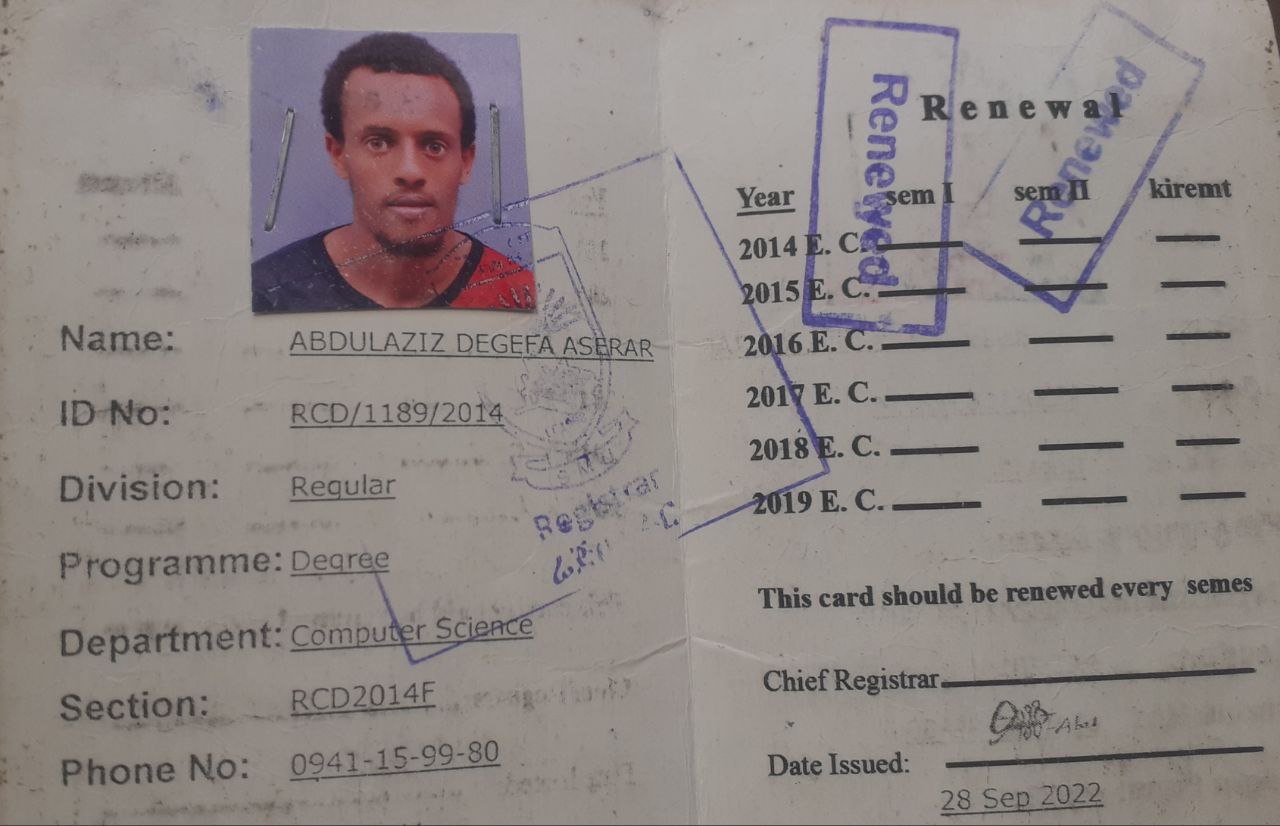 Name: ABDULAZIZ DEGEFA ASERAR
ID No: RCD/1189/2014
Division: Regular
Programme: Degree
Department: Computer Science
Section: RCD2014F
Phone No: 0941-15-99-80
Registrar
Renewal
Renewed
Renewed
Year sem I sem II kiremt
2014 E. C.
2015 E. C.
2016 E. C.
2017 E. C.
2018 E. C.
2019 E. C.
This card should be renewed every semes
Chief Registrar
Date Issued:
28 Sep 2022